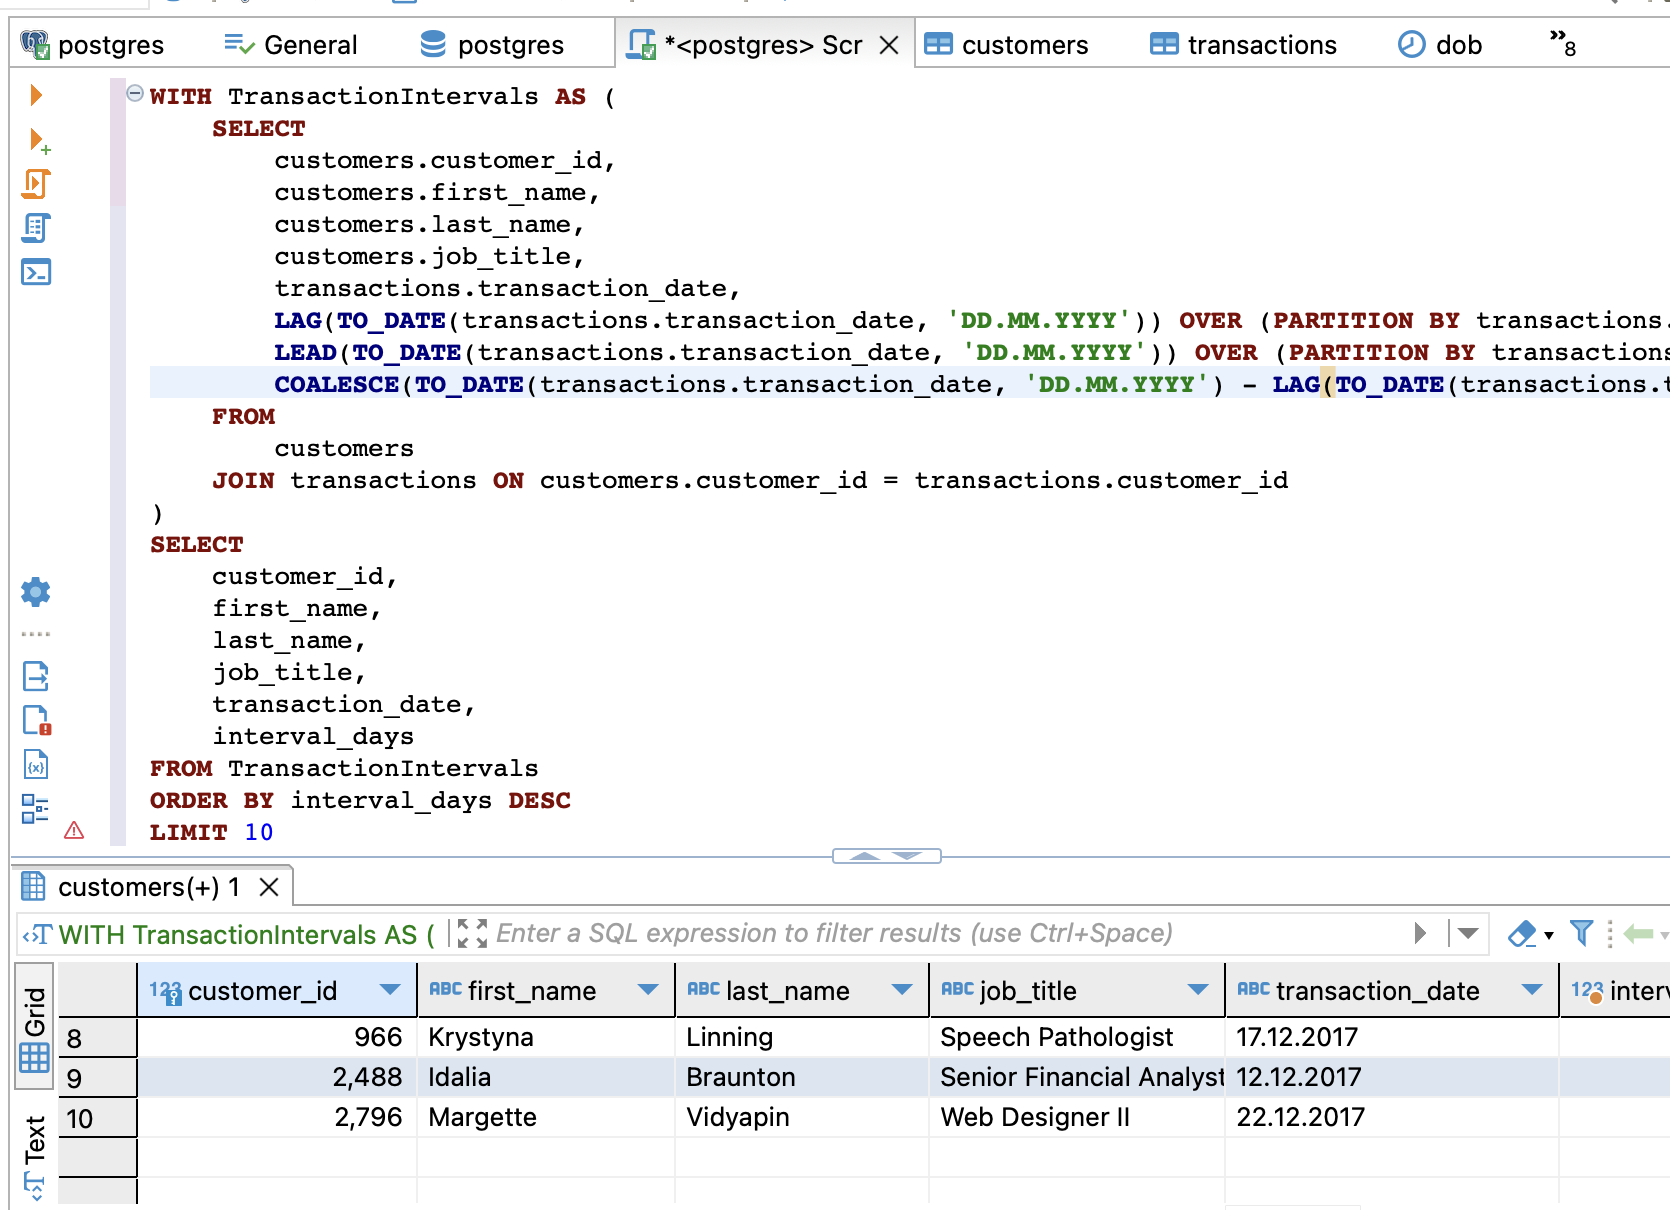 postgres General postgres *<postgres> Scr customers transactions dob »8
WITH TransactionIntervals AS (
SELECT
customers.customer_id,
customers.first_name,
customers.last_name,
customers.job_title,
transactions.transaction_date,
LAG(TO_DATE(transactions.transaction_date, 'DD.MM.YYYY')) OVER (PARTITION BY transactions.
LEAD(TO_DATE(transactions.transaction_date, 'DD.MM.YYYY')) OVER (PARTITION BY transactions
COALESCE(TO_DATE(transactions.transaction_date, 'DD.MM.YYYY') - LAG(TO_DATE(transactions.t
FROM
customers
JOIN transactions ON customers.customer_id = transactions.customer_id
)
SELECT
customer_id,
first_name,
last_name,
job_title,
transaction_date,
interval_days
FROM TransactionIntervals
ORDER BY interval_days DESC
LIMIT 10
customers(+) 1
WITH TransactionIntervals AS ( Enter a SQL expression to filter results (use Ctrl+Space)
Grid
Text
123 customer_id ABC first_name ABC last_name ABC job_title ABC transaction_date 123 interv
8 966 Krystyna Linning Speech Pathologist 17.12.2017
9 2,488 Idalia Braunton Senior Financial Analyst 12.12.2017
10 2,796 Margette Vidyapin Web Designer II 22.12.2017